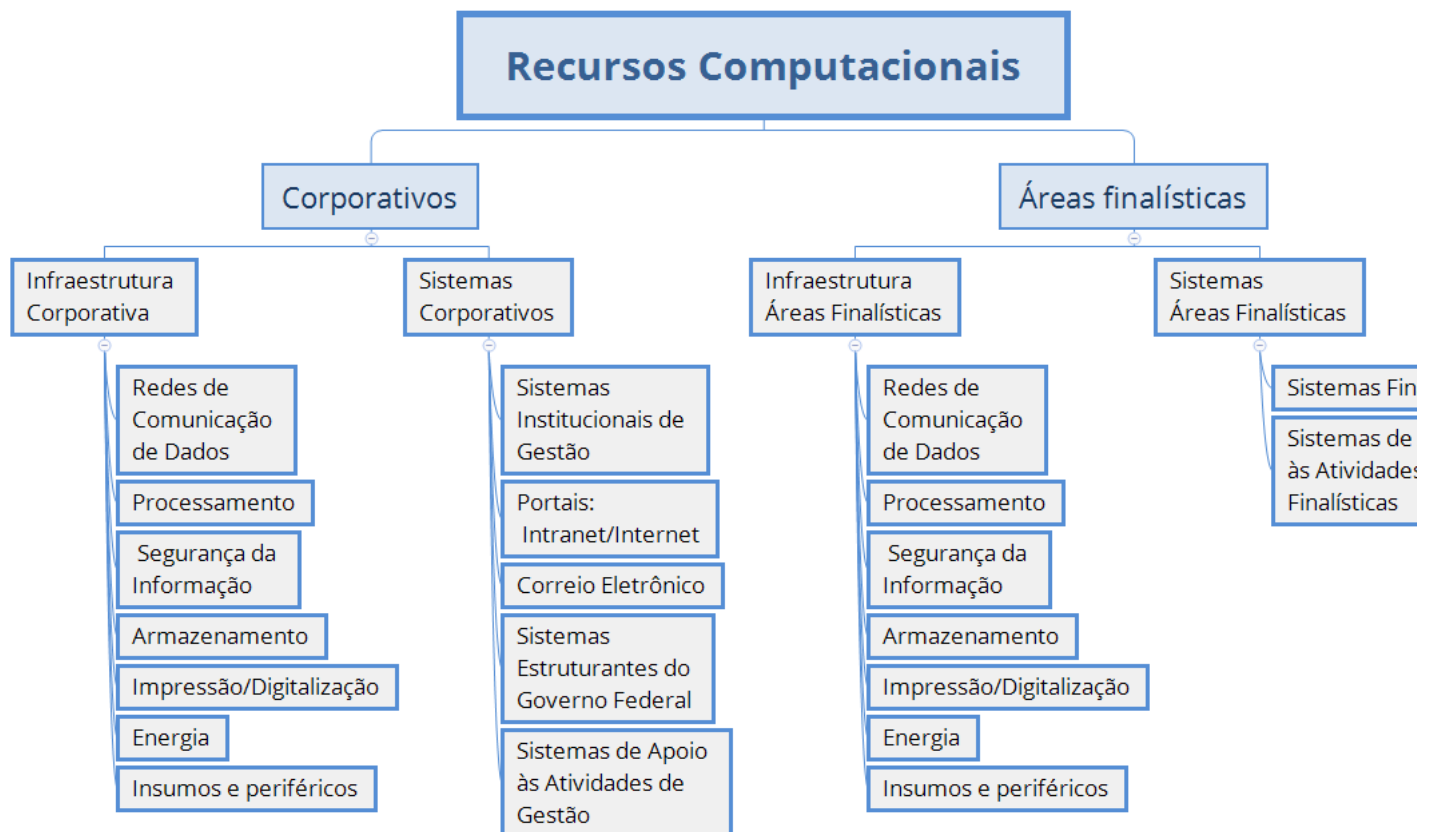 Recursos Computacionais
Corporativos
Áreas finalísticas
Infraestrutura
Corporativa
Sistemas
Corporativos
Infraestrutura
Áreas Finalísticas
Sistemas
Áreas Finalísticas
Redes de
Comunicação
de Dados
Processamento
Segurança da
Informação
Armazenamento
Impressão/Digitalização
Energia
Insumos e periféricos
Sistemas
Institucionais de
Gestão
Portais:
Intranet/Internet
Correio Eletrônico
Sistemas
Estruturantes do
Governo Federal
Sistemas de Apoio
às Atividades de
Gestão
Redes de
Comunicação
de Dados
Processamento
Segurança da
Informação
Armazenamento
Impressão/Digitalização
Energia
Insumos e periféricos
Sistemas
Sistemas de
às
Finalísticas